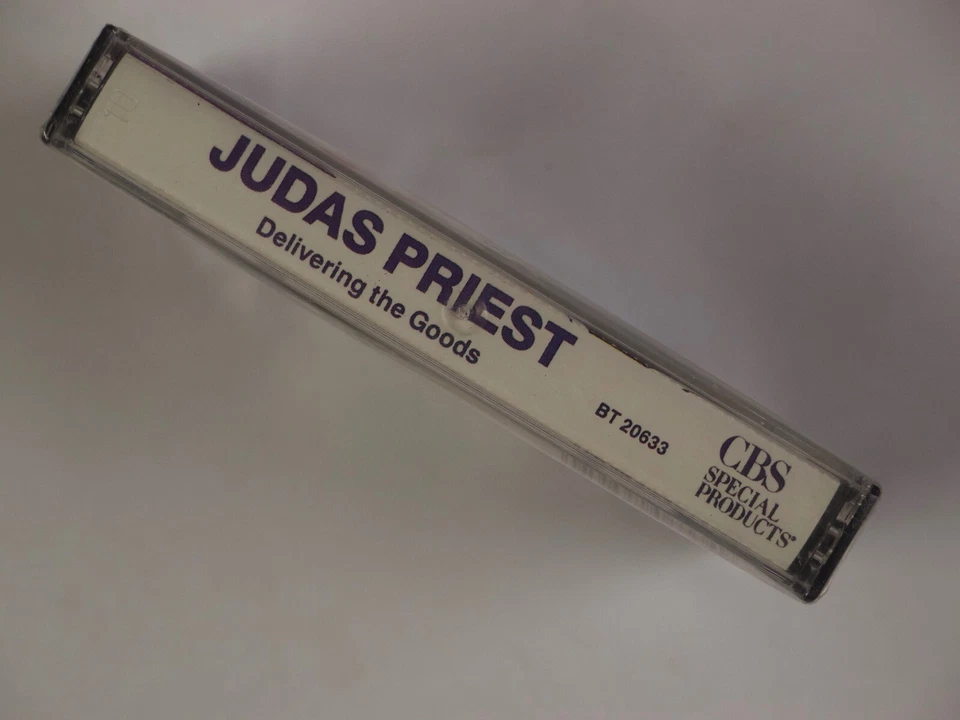 JUDAS PRIEST
Delivering the Goods
BT 20633
CBS
SPECIAL
PRODUCTS®